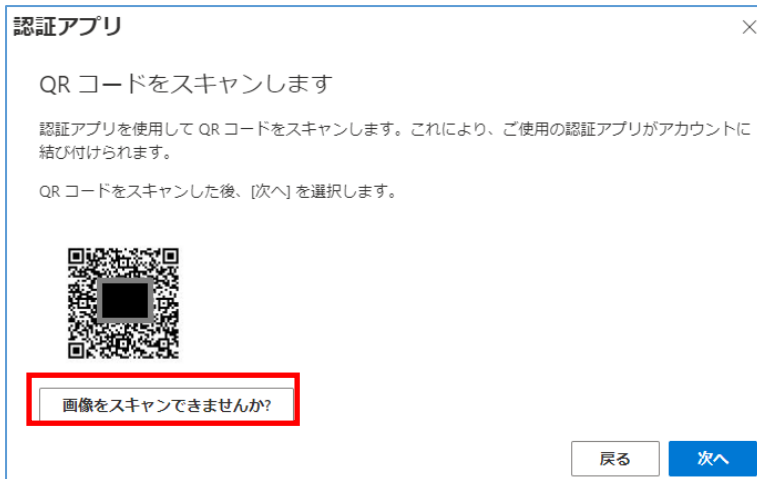 認証アプリ
QR コードをスキャンします
認証アプリを使用して QR コードをスキャンします。これにより、ご使用の認証アプリがアカウントに
結び付けられます。
QR コードをスキャンした後、[次へ] を選択します。
画像をスキャンできませんか?
戻る
次へ